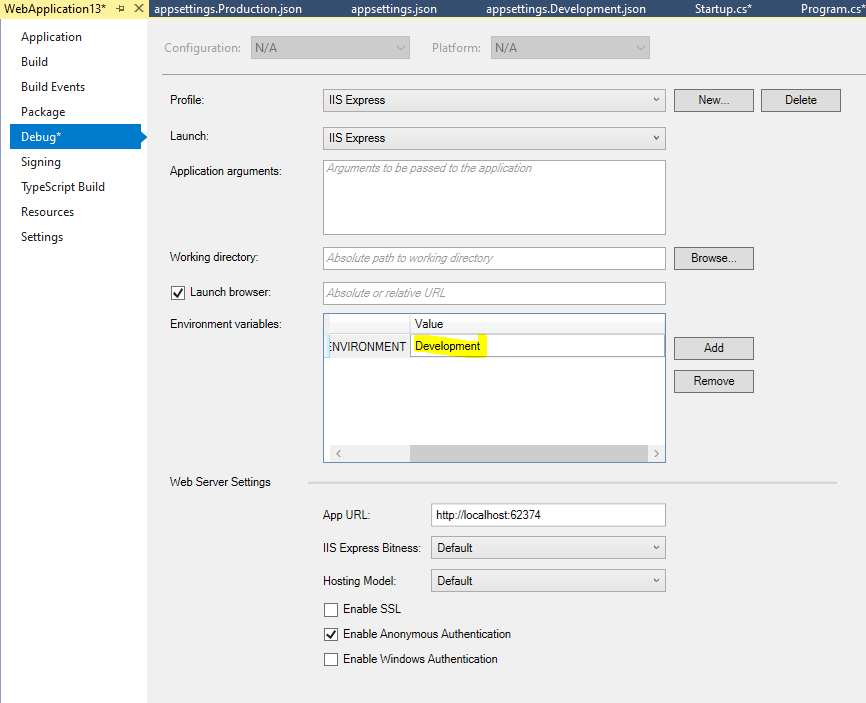 WebApplication13*
appsettings.Production.json
appsettings.json
appsettings.Development.json
Startup.cs*
Program.cs*
Application
Build
Build Events
Package
Debug*
Signing
TypeScript Build
Resources
Settings
Configuration: N/A
Platform: N/A
Profile: IIS Express
New...
Delete
Launch: IIS Express
Application arguments: Arguments to be passed to the application
Working directory: Absolute path to working directory
Browse...
Launch browser: Absolute or relative URL
Environment variables:
Value
ENVIRONMENT Development
Add
Remove
Web Server Settings
App URL: http://localhost:62374
IIS Express Bitness: Default
Hosting Model: Default
Enable SSL
Enable Anonymous Authentication
Enable Windows Authentication